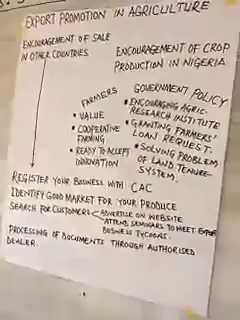 EXPORT PROMOTION IN AGRICULTURE
ENCOURAGEMENT OF SALE
IN OTHER COUNTRIES
ENCOURAGEMENT OF CROP
PRODUCTION IN NIGERIA
FARMERS
• VALUE
• COOPERATIVE
FARMING
• READY TO ACCEPT
INNOVATION
GOVERNMENT POLICY
• ENCOURAGING AGRIC-
RESEARCH INSTITUTE
• GRANTING FARMERS'
LOAN REQUEST.
• SOLVING PROBLEM
OF LAND TENURE-
SYSTEM.
REGISTER YOUR BUSINESS WITH CAC
IDENTIFY GOOD MARKET FOR YOUR PRODUCE
SEARCH FOR CUSTOMERS
ADVERTISE ON WEBSITE
ATTEND SEMINARS TO MEET EXPORT
BUSINESS TYCOONS.
PROCESSING OF DOCUMENTS THROUGH AUTHORISED
DEALER.